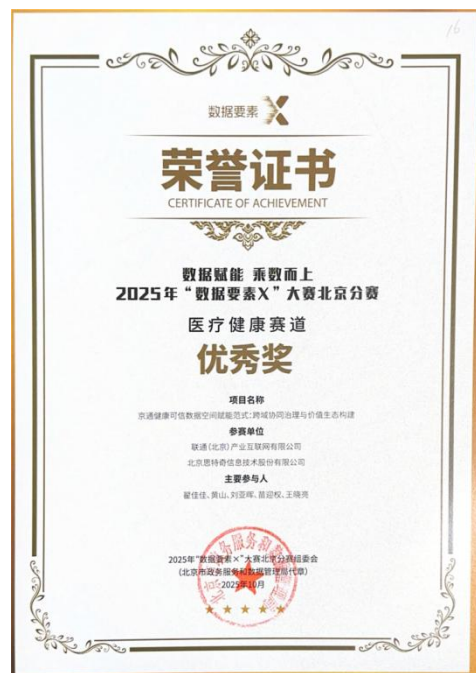 16
数据要素X
荣誉证书
CERTIFICATE OF ACHIEVEMENT
数据赋能 乘数而上
2025年“数据要素X”大赛北京分赛
医疗健康赛道
优秀奖
项目名称
京通健康可信数据空间赋能范式:跨域协同治理与价值生态构建
参赛单位
联通(北京)产业互联网有限公司
北京思特奇信息技术股份有限公司
主要参与人
翟佳佳、黄山、刘亚晖、苗迎权、王晓亮
2025年“数据要素×”大赛北京分赛组委会
(北京市政务服务和数据管理局代章)
2025年10月